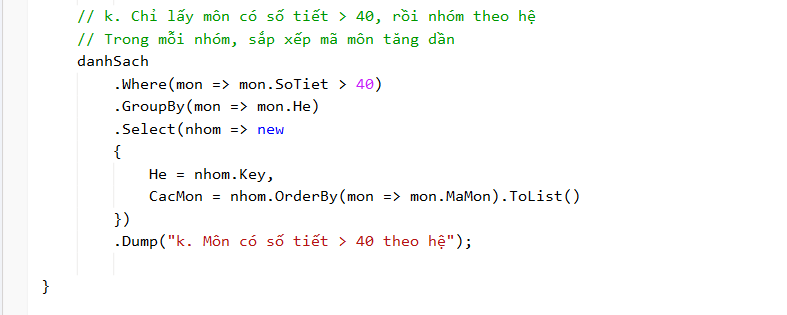 // k. Chỉ lấy môn có số tiết > 40, rồi nhóm theo hệ
// Trong mỗi nhóm, sắp xếp mã môn tăng dần
danhSach
.Where(mon => mon.SoTiet > 40)
.GroupBy(mon => mon.He)
.Select(nhom => new
{
He = nhom.Key,
CacMon = nhom.OrderBy(mon => mon.MaMon).ToList()
})
.Dump("k. Môn có số tiết > 40 theo hệ");
}